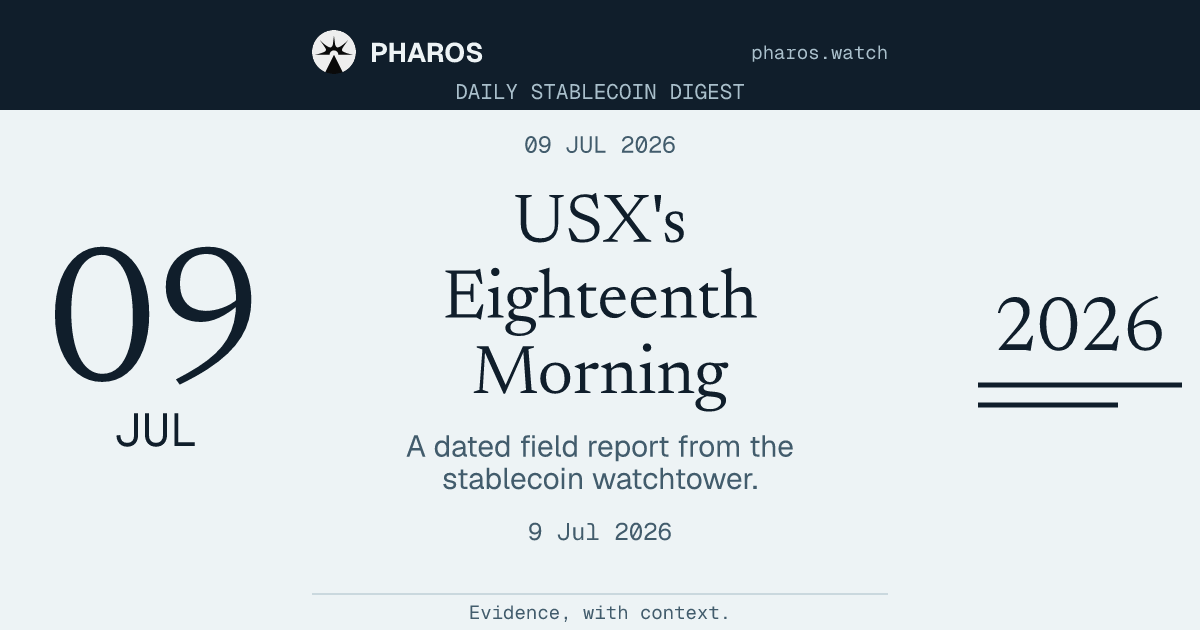 PHAROS
pharos.watch
DAILY STABLECOIN DIGEST
09 JUL 2026
USX's
Eighteenth
Morning
09
JUL
2026
A dated field report from the
stablecoin watchtower.
9 Jul 2026
Evidence, with context.